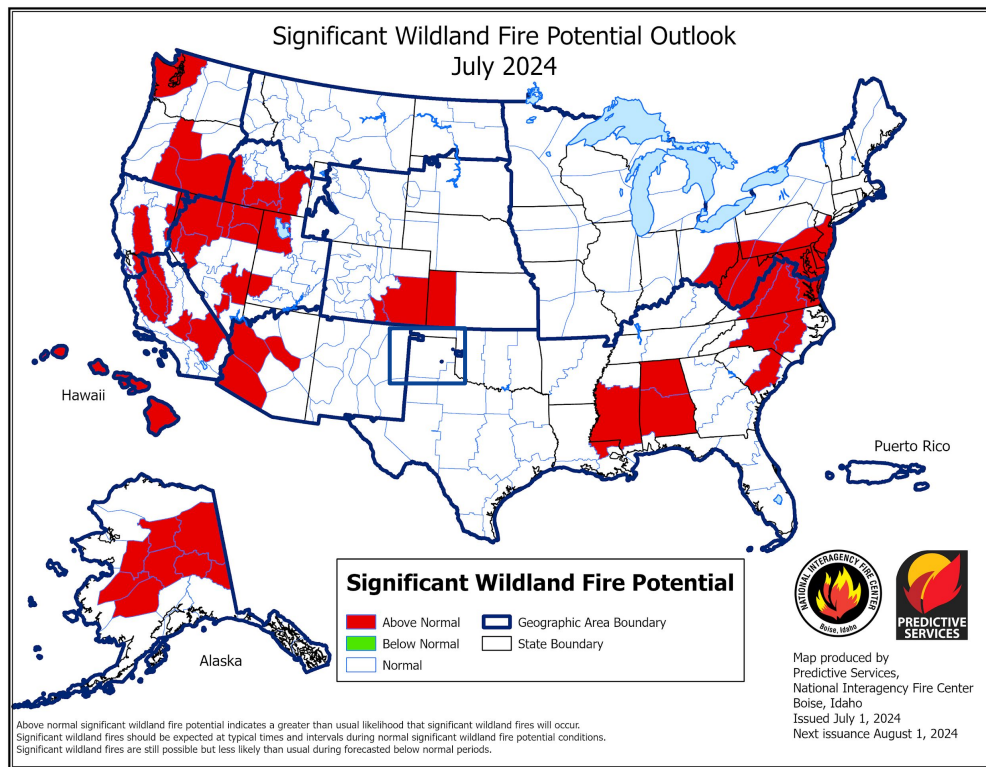 Significant Wildland Fire Potential Outlook
July 2024
Hawaii
Puerto Rico
Alaska
Significant Wildland Fire Potential
Above Normal
Geographic Area Boundary
Below Normal
State Boundary
Normal
NATIONAL INTERAGENCY FIRE CENTER
Boise, Idaho
PREDICTIVE
SERVICES
Map produced by
Predictive Services,
National Interagency Fire Center
Boise, Idaho
Issued July 1, 2024
Next issuance August 1, 2024
Above normal significant wildland fire potential indicates a greater than usual likelihood that significant wildland fires will occur.
Significant wildland fires should be expected at typical times and intervals during normal significant wildland fire potential conditions.
Significant wildland fires are still possible but less likely than usual during forecasted below normal periods.